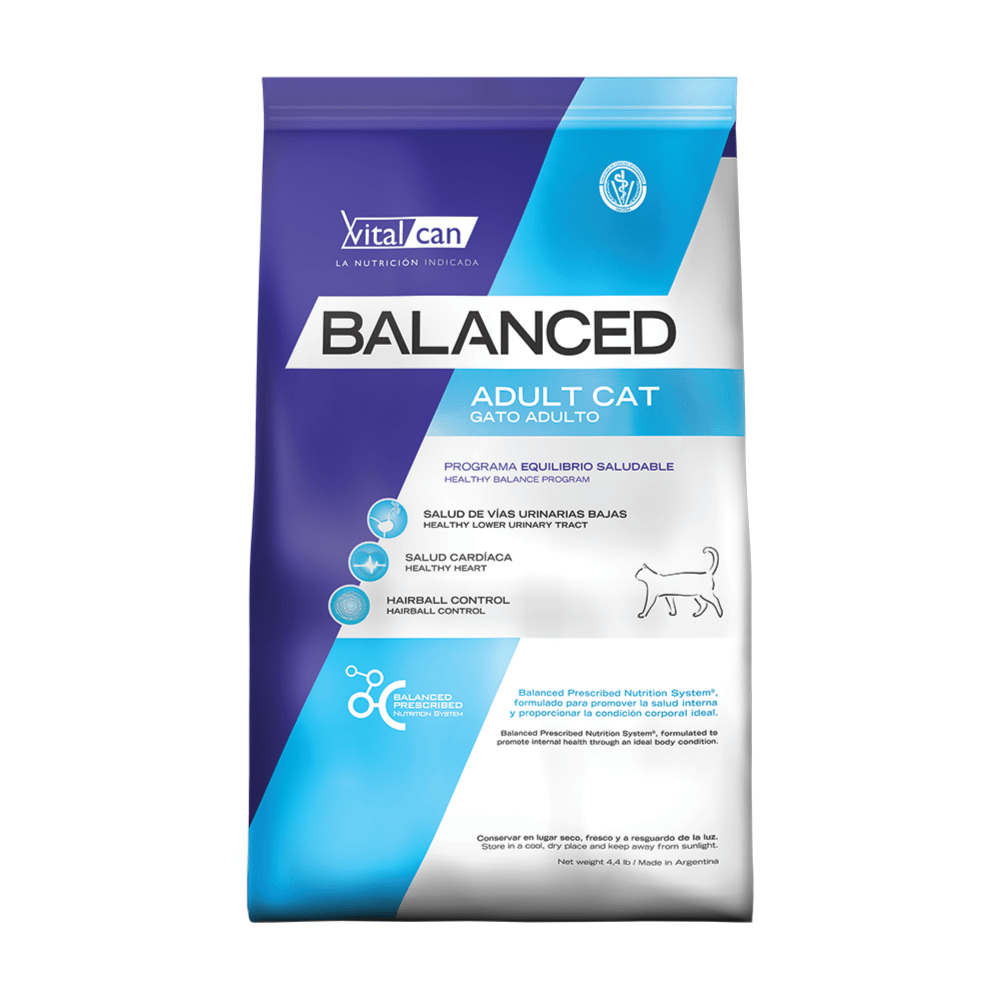 vital can
LA NUTRICIÓN INDICADA
BALANCED
ADULT CAT
GATO ADULTO
PROGRAMA EQUILIBRIO SALUDABLE
HEALTHY BALANCE PROGRAM
SALUD DE VÍAS URINARIAS BAJAS
HEALTHY LOWER URINARY TRACT
SALUD CARDÍACA
HEALTHY HEART
HAIRBALL CONTROL
HAIRBALL CONTROL
BALANCED
PRESCRIBED
NUTRITION SYSTEM
Balanced Prescribed Nutrition System®,
formulado para promover la salud interna
y proporcionar la condición corporal ideal.
Balanced Prescribed Nutrition System®, formulated to
promote internal health through an ideal body condition.
Conservar en lugar seco, fresco y a resguardo de la luz.
Store in a cool, dry place and keep away from sunlight.
Net weight 4,4 lb / Made in Argentina